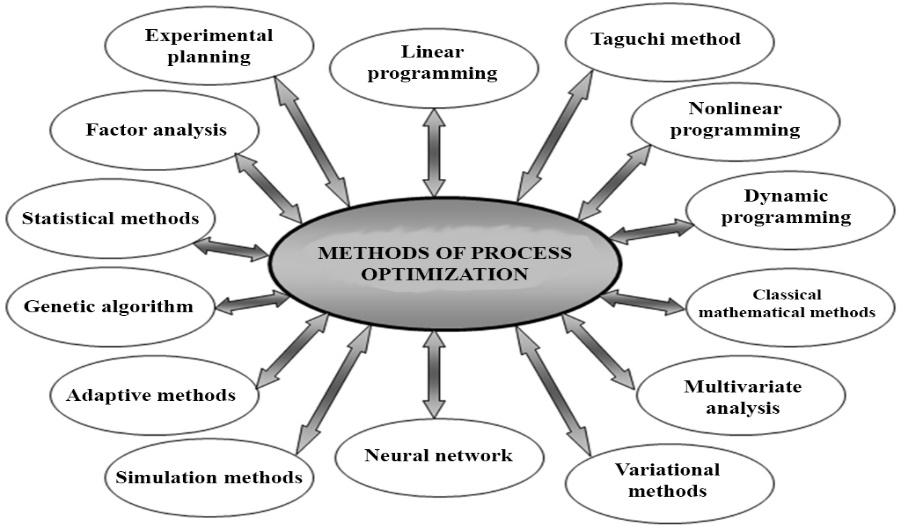 Experimental
planning
Linear
programming
Taguchi method
Factor analysis
Nonlinear
programming
Statistical methods
Dynamic
programming
METHODS OF PROCESS
OPTIMIZATION
Genetic algorithm
Classical
mathematical methods
Adaptive methods
Multivariate
analysis
Simulation methods
Neural network
Variational
methods